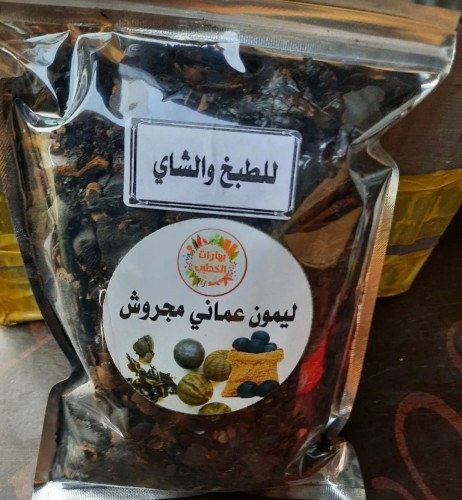 للطبخ والشاي
بهارات
الخطيب
ليمون عماني مجروش